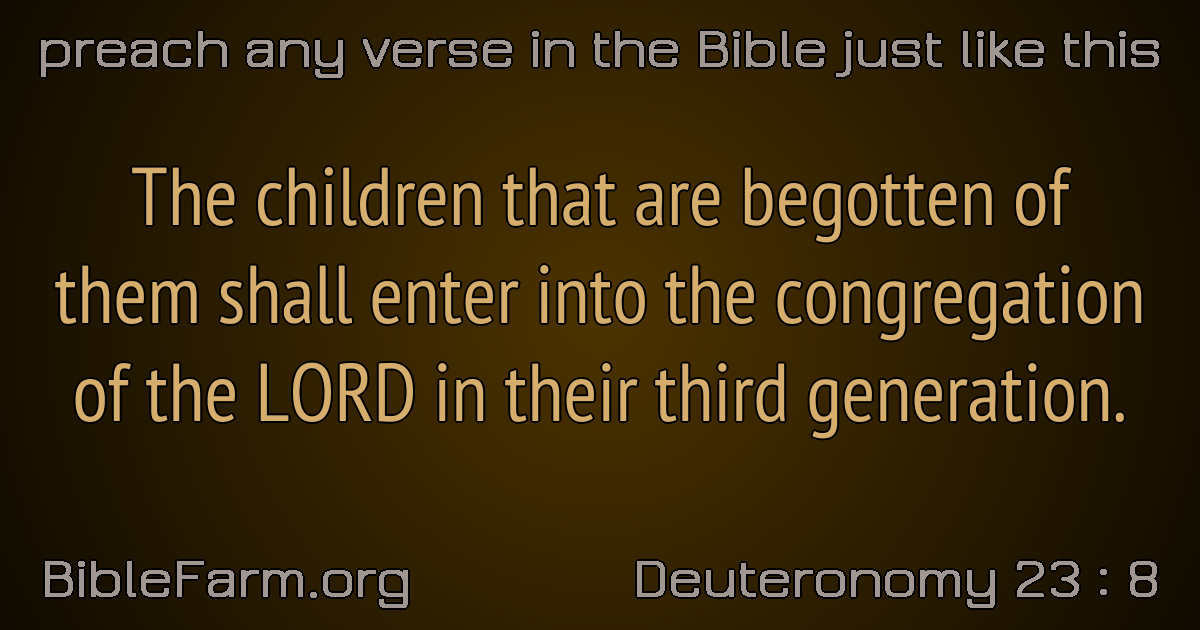 preach any verse in the Bible just like this
The children that are begotten of
them shall enter into the congregation
of the LORD in their third generation.
BibleFarm.org
Deuteronomy 23 : 8